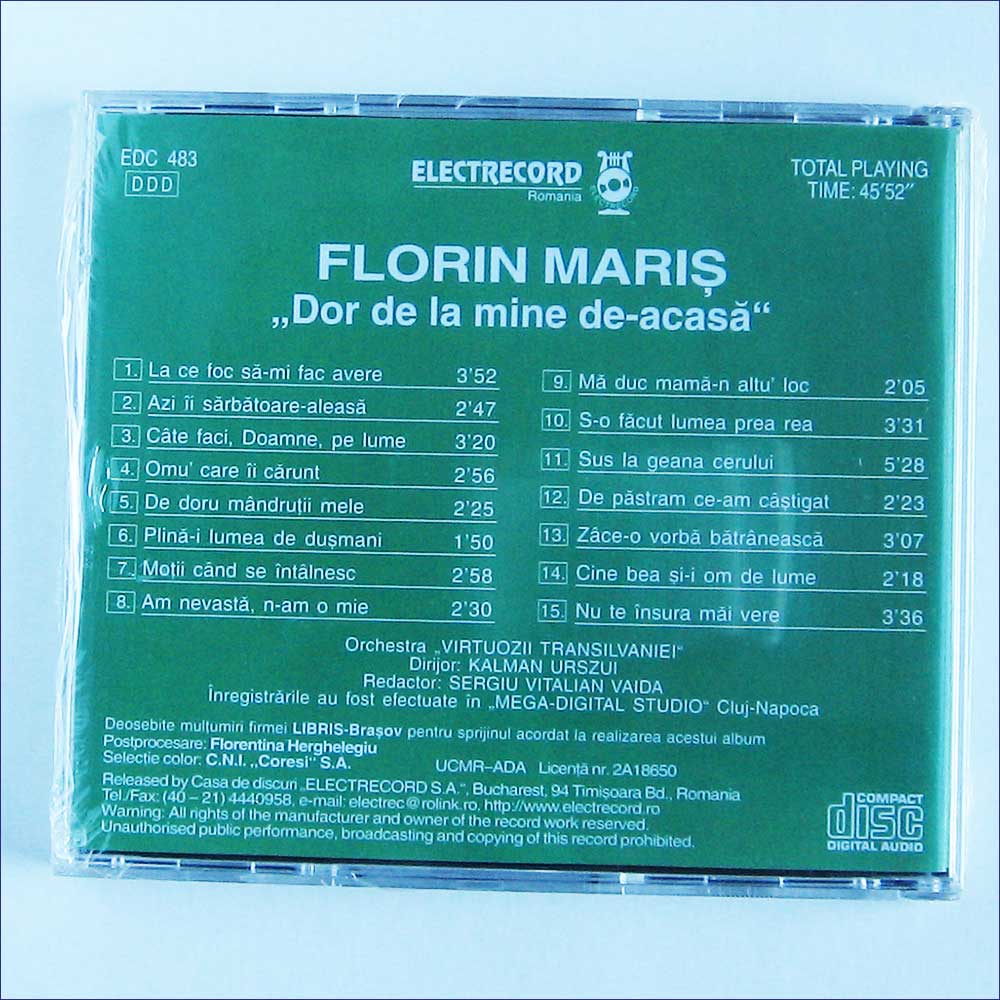 EDC 483
DDD
ELECTRECORD
Romania
ELECTRECORD
TOTAL PLAYING
TIME: 45'52"
FLORIN MARIȘ
„Dor de la mine de-acasă“
1. La ce foc să-mi fac avere 3'52
2. Azi îi sărbătoare-aleasă 2'47
3. Câte faci, Doamne, pe lume 3'20
4. Omu' care îi cărunt 2'56
5. De doru mândruții mele 2'25
6. Plină-i lumea de dușmani 1'50
7. Moții când se întâlnesc 2'58
8. Am nevastă, n-am o mie 2'30
9. Mă duc mamă-n altu' loc 2'05
10. S-o făcut lumea prea rea 3'31
11. Sus la geana cerului 5'28
12. De păstram ce-am câștigat 2'23
13. Zâce-o vorbă bătrânească 3'07
14. Cine bea și-i om de lume 2'18
15. Nu te însura măi vere 3'36
Orchestra „VIRTUOZII TRANSILVANIEI“
Dirijor: KALMAN URSZUI
Redactor: SERGIU VITALIAN VAIDA
Înregistrările au fost efectuate în „MEGA-DIGITAL STUDIO“ Cluj-Napoca
Deosebite mulțumiri firmei LIBRIS-Brașov pentru sprijinul acordat la realizarea acestui album
Postprocesare: Florentina Herghelegiu
Selectie color: C.N.I. „Coresi“ S.A.
UCMR-ADA Licență nr. 2A18650
Released by Casa de discuri „ELECTRECORD S.A.“, Bucharest, 94 Timișoara Bd., Romania
Tel./Fax: (40 – 21) 4440958, e-mail: electrec@rolink.ro, http://www.electrecord.ro
Warning: All rights of the manufacturer and owner of the record work reserved.
Unauthorised public performance, broadcasting and copying of this record prohibited.
COMPACT
disc
DIGITAL AUDIO